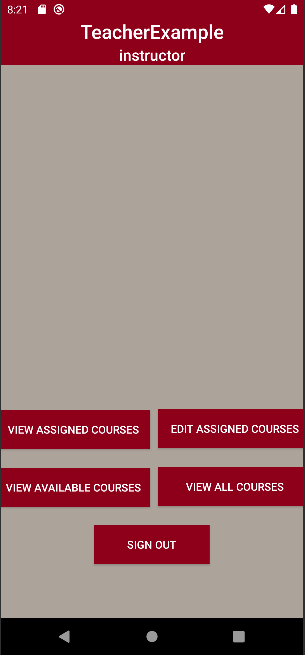 8:21
TeacherExample
instructor
VIEW ASSIGNED COURSES
EDIT ASSIGNED COURSES
VIEW AVAILABLE COURSES
VIEW ALL COURSES
SIGN OUT